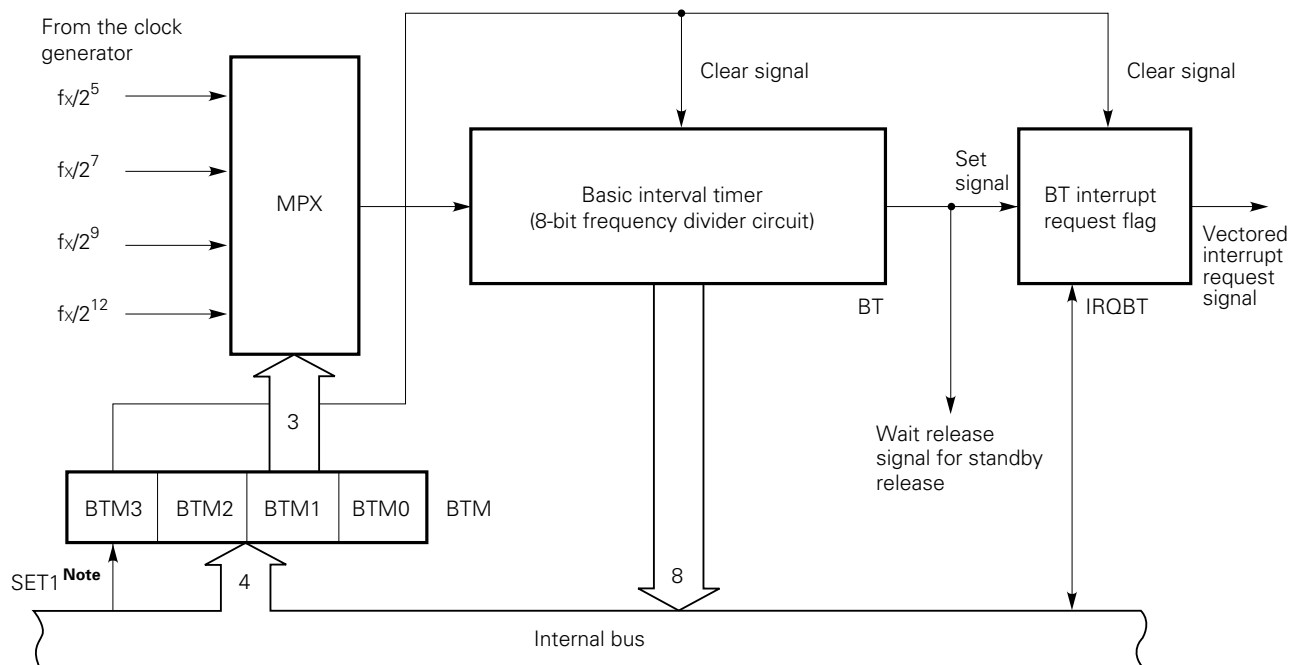 From the clock
generator
fx/2^5
fx/2^7
fx/2^9
fx/2^12
MPX
Clear signal
Clear signal
Basic interval timer
(8-bit frequency divider circuit)
BT
Set
signal
BT interrupt
request flag
IRQBT
Vectored
interrupt
request
signal
Wait release
signal for standby
release
3
BTM3 BTM2 BTM1 BTM0 BTM
SET1 Note
4
8
Internal bus